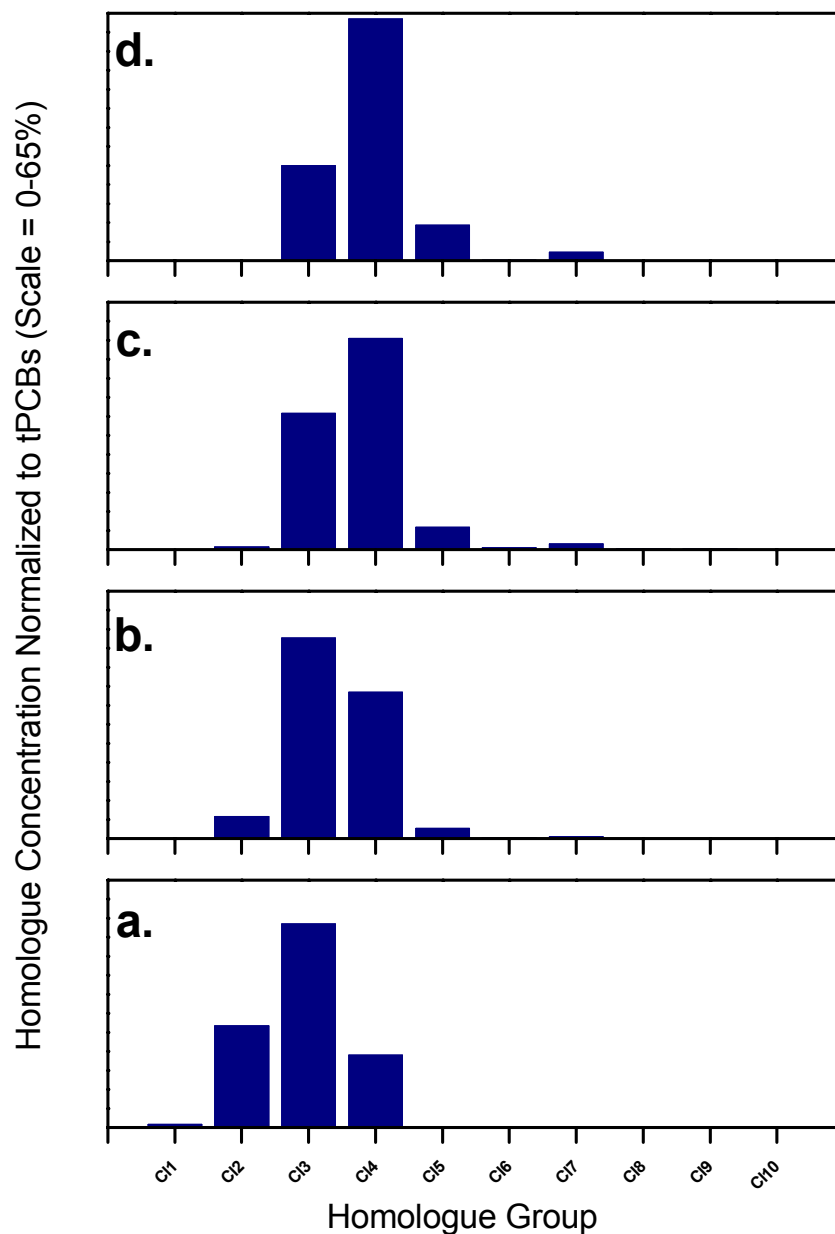 Homologue Concentration Normalized to tPCBs (Scale = 0-65%)
d.
c.
b.
a.
Cl1 Cl2 Cl3 Cl4 Cl5 Cl6 Cl7 Cl8 Cl9 Cl10
Homologue Group